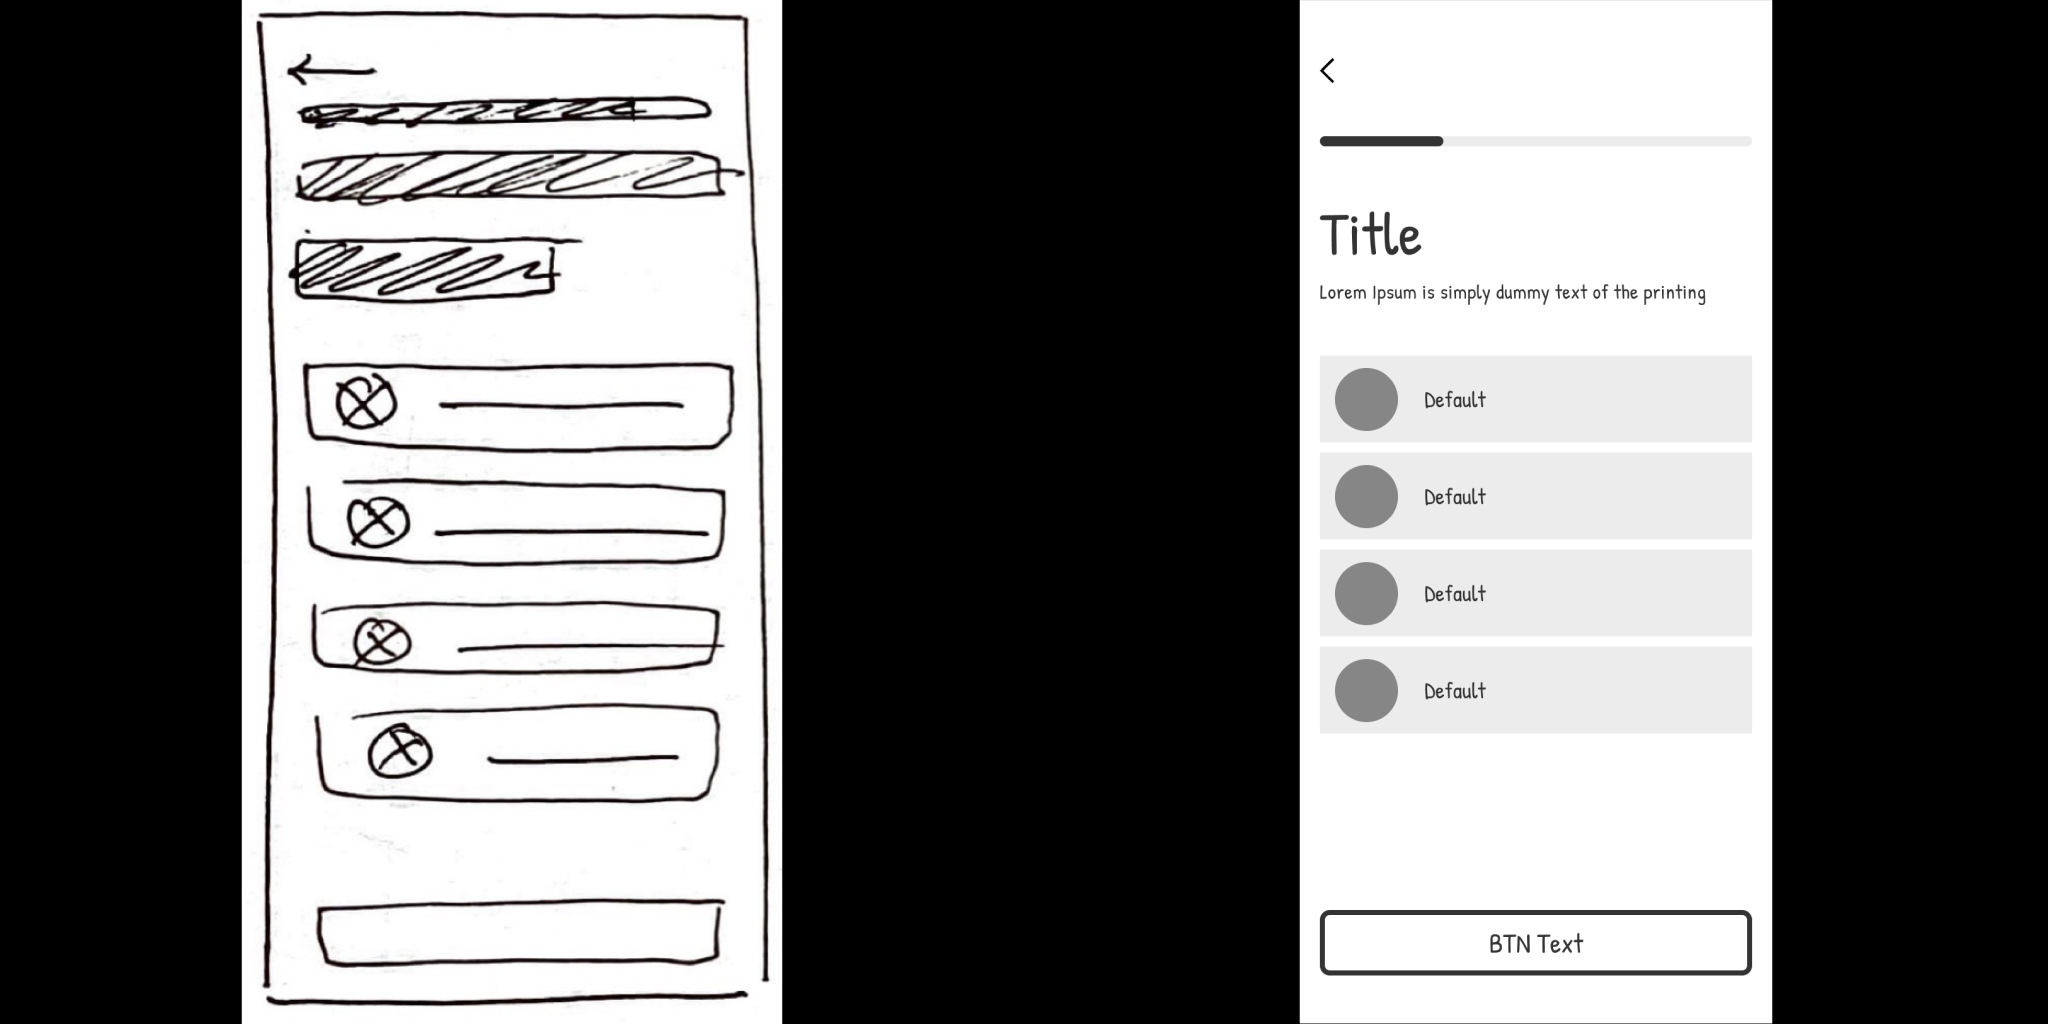 Title
Lorem Ipsum is simply dummy text of the printing
Default
Default
Default
Default
BTN Text